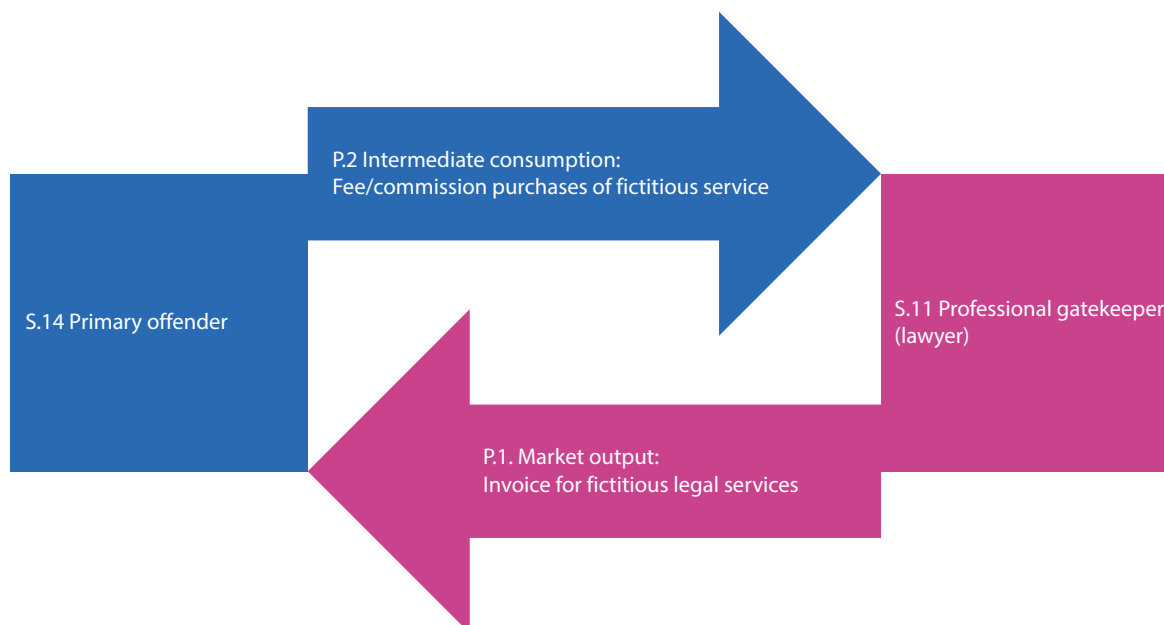 P.2 Intermediate consumption:
Fee/commission purchases of fictitious service
S.14 Primary offender
S.11 Professional gatekeeper
(lawyer)
P.1. Market output:
Invoice for fictitious legal services